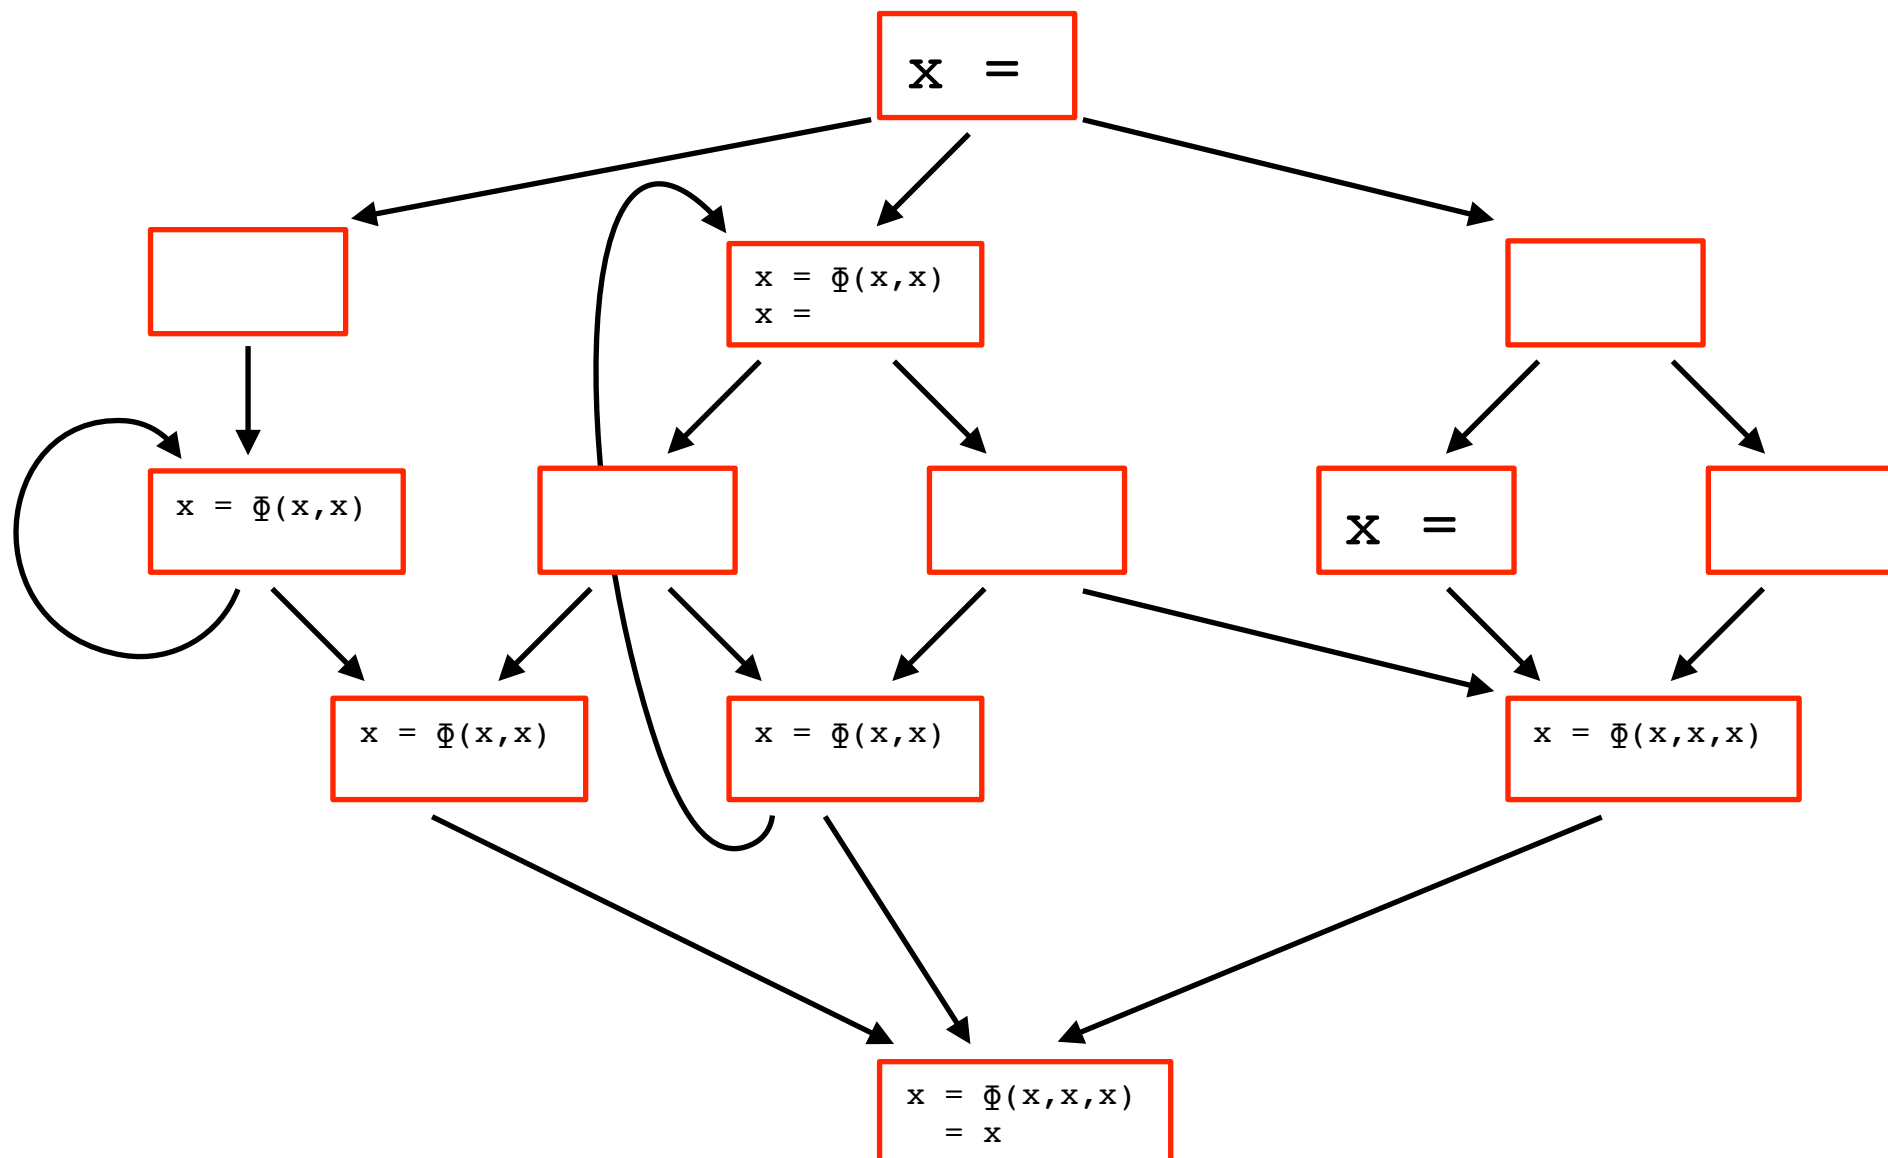 x =
x = Φ(x,x)
x =
x = Φ(x,x)
x =
x = Φ(x,x)
x = Φ(x,x)
x = Φ(x,x,x)
x = Φ(x,x,x)
= x